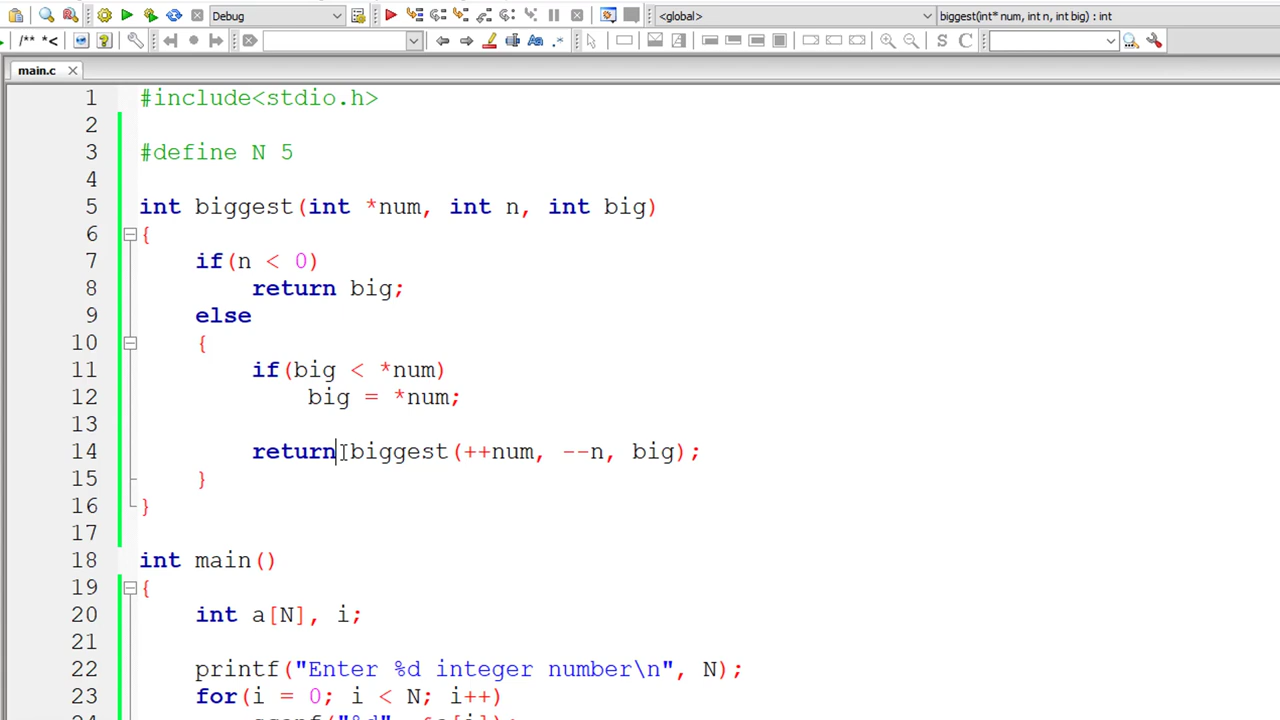 Debug
<global>
biggest(int* num, int n, int big) : int
/** *<
S C
main.c
1 #include<stdio.h>
2
3 #define N 5
4
5 int biggest(int *num, int n, int big)
6 {
7 if(n < 0)
8 return big;
9 else
10 {
11 if(big < *num)
12 big = *num;
13
14 return biggest(++num, --n, big);
15 }
16 }
17
18 int main()
19 {
20 int a[N], i;
21
22 printf("Enter %d integer number\n", N);
23 for(i = 0; i < N; i++)
24 scanf("%d", &a[i]);